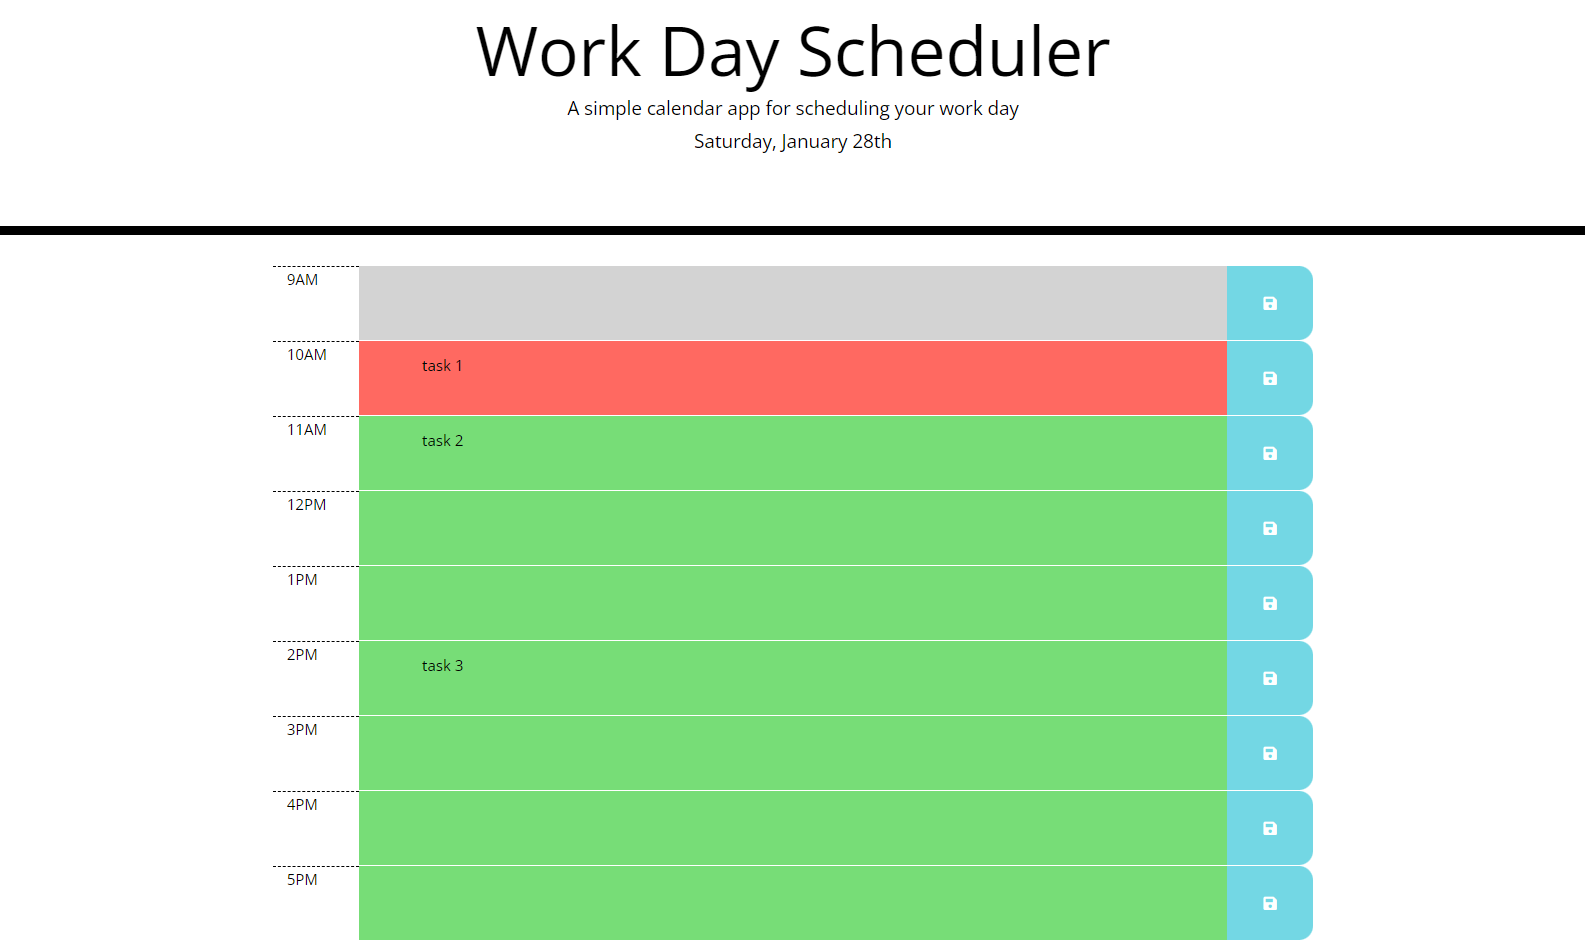 Work Day Scheduler
A simple calendar app for scheduling your work day
Saturday, January 28th
9AM
10AM
task 1
11AM
task 2
12PM
1PM
2PM
task 3
3PM
4PM
5PM